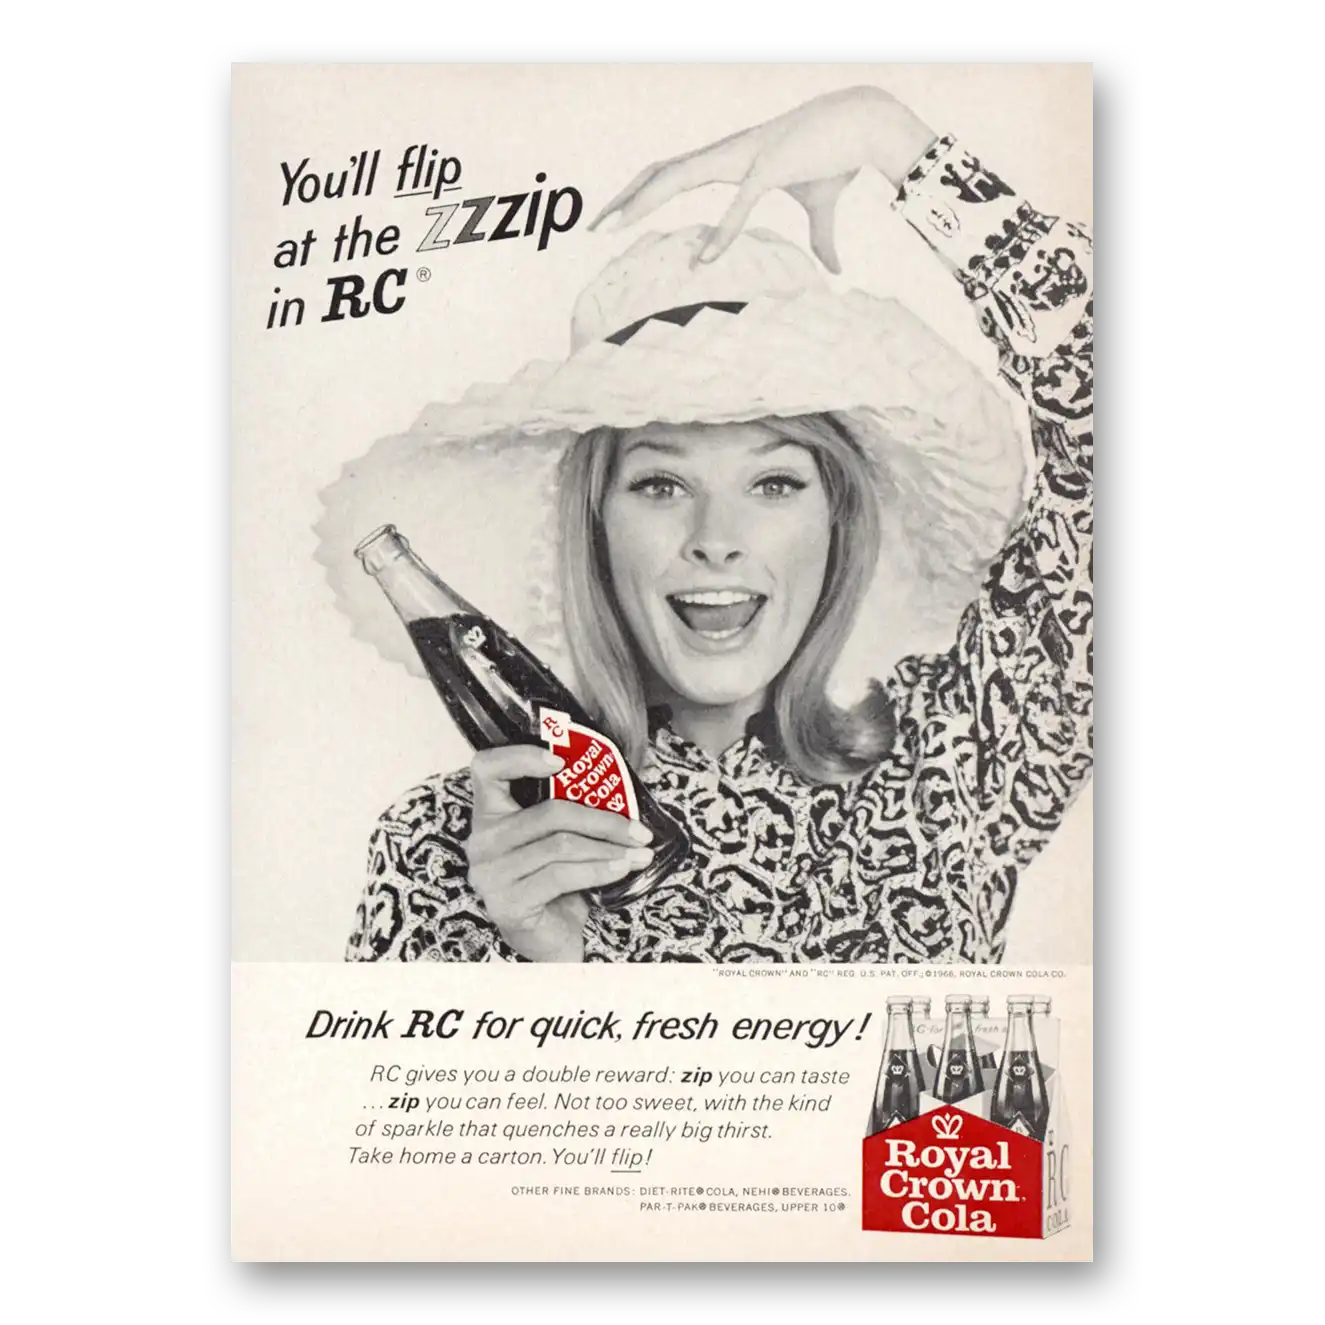 You'll flip
at the zzzip
in RC®
RC
Royal
Crown
Cola
"ROYAL CROWN" AND "RC" REG. U.S. PAT. OFF.; ©1966, ROYAL CROWN COLA CO.
Drink RC for quick, fresh energy!
RC gives you a double reward: zip you can taste
...zip you can feel. Not too sweet, with the kind
of sparkle that quenches a really big thirst.
Take home a carton. You'll flip!
OTHER FINE BRANDS: DIET-RITE® COLA, NEHI® BEVERAGES,
PAR-T-PAK® BEVERAGES, UPPER 10®
Royal
Crown
Cola
RC
COLA